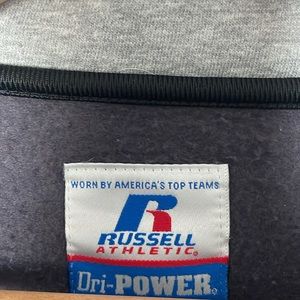 WORN BY AMERICA'S TOP TEAMS
R
RUSSELL
ATHLETIC®
Dri-POWER®